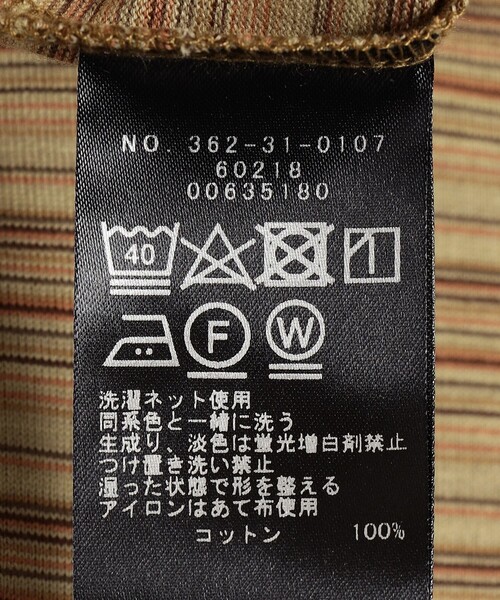 NO. 362-31-0107
60218
00635180
40
F W
洗濯ネット使用
同系色と一緒に洗う
生成り、淡色は蛍光増白剤禁止
つけ置き洗い禁止
湿った状態で形を整える
アイロンはあて布使用
コットン 100%